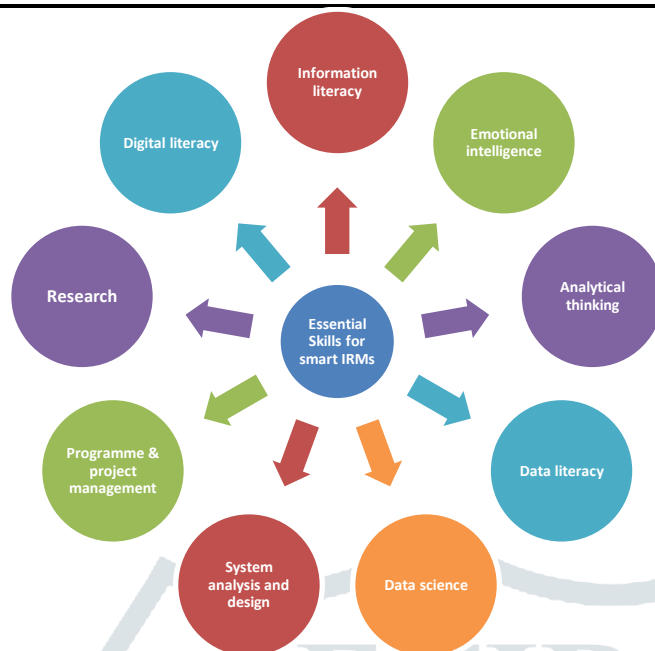 Information
literacy
Emotional
intelligence
Analytical
thinking
Data literacy
Data science
System
analysis and
design
Programme &
project
management
Research
Digital literacy
Essential
Skills for
smart IRMs